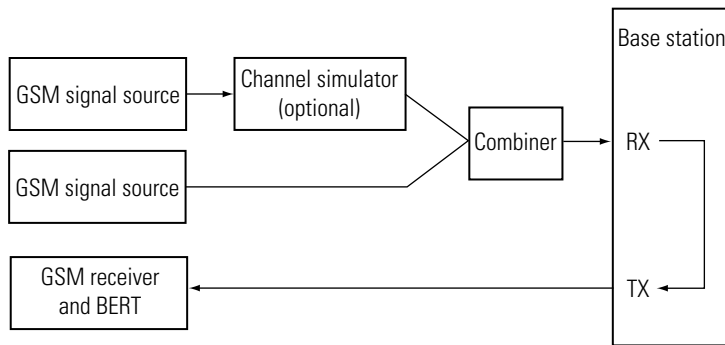 Base station
GSM signal source
Channel simulator
(optional)
Combiner
RX
GSM signal source
GSM receiver
and BERT
TX